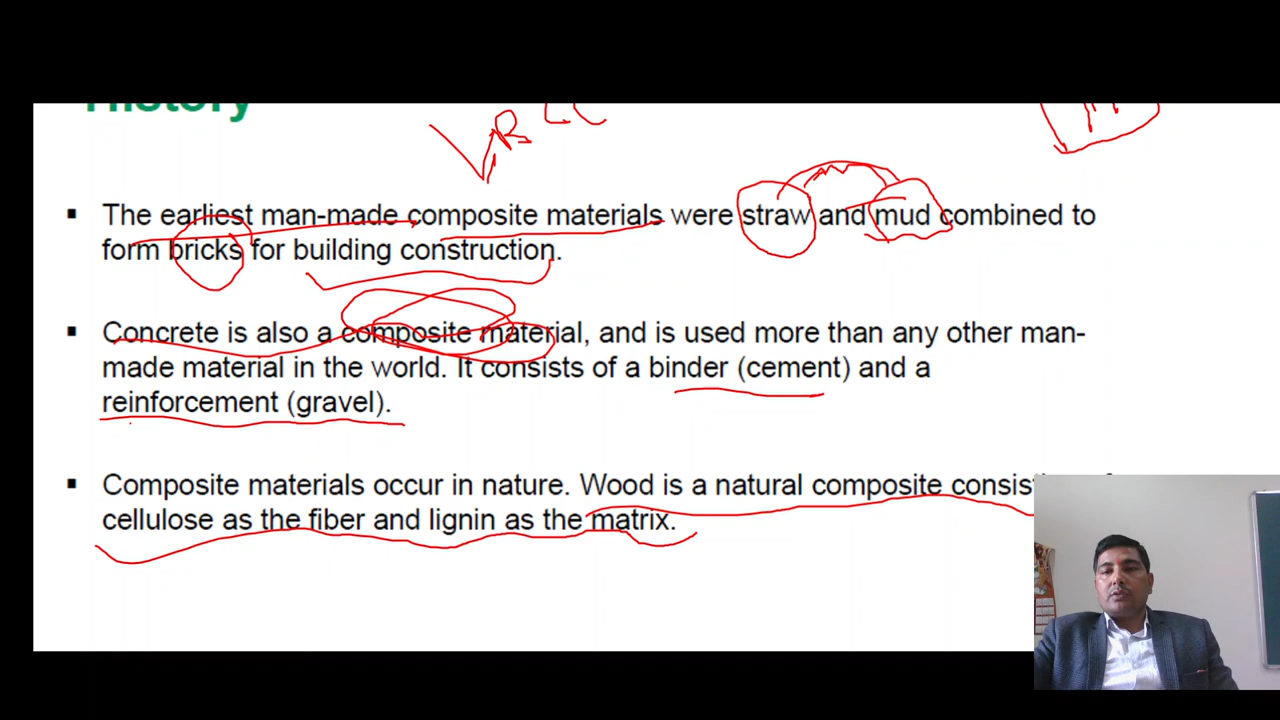 History
RCC
▪ The earliest man-made composite materials were straw and mud combined to
form bricks for building construction.
▪ Concrete is also a composite material, and is used more than any other man-
made material in the world. It consists of a binder (cement) and a
reinforcement (gravel).
▪ Composite materials occur in nature. Wood is a natural composite
cellulose as the fiber and lignin as the matrix.